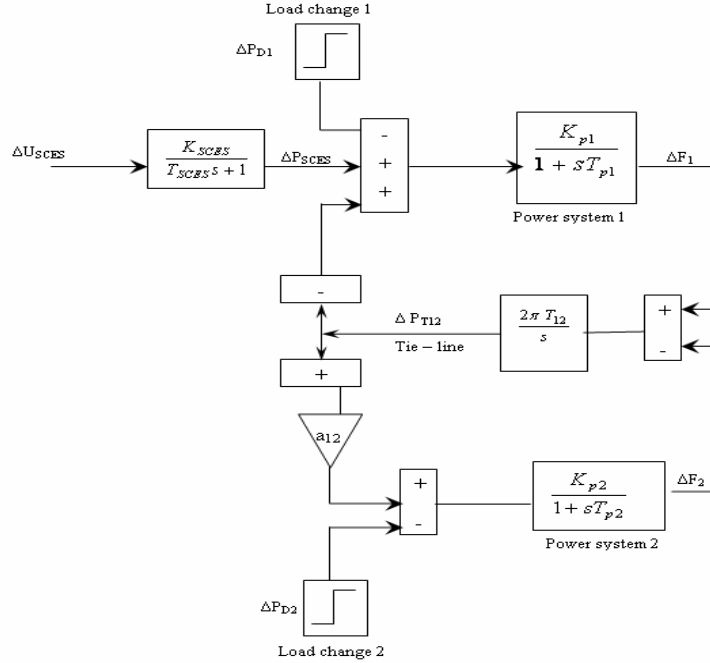 Load change 1
ΔP_D1
ΔU_SCES
K_SCES
T_SCES s + 1
ΔP_SCES
-
+
+
K_p1
1 + sT_p1
ΔF_1
Power system 1
-
Δ P_T12
Tie – line
2π T_12
s
+
-
+
a_12
+
-
K_p2
1 + sT_p2
ΔF_2
Power system 2
ΔP_D2
Load change 2